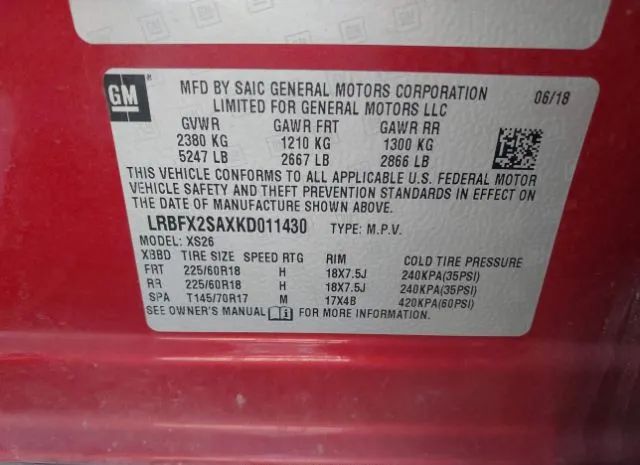 GM ®
MFD BY SAIC GENERAL MOTORS CORPORATION 06/18
LIMITED FOR GENERAL MOTORS LLC
GVWR GAWR FRT GAWR RR
2380 KG 1210 KG 1300 KG
5247 LB 2667 LB 2866 LB
THIS VEHICLE CONFORMS TO ALL APPLICABLE U.S. FEDERAL MOTOR
VEHICLE SAFETY AND THEFT PREVENTION STANDARDS IN EFFECT ON
THE DATE OF MANUFACTURE SHOWN ABOVE.
LRBFX2SAXKD011430 TYPE: M.P.V.
MODEL: XS26
XBBD TIRE SIZE SPEED RTG RIM COLD TIRE PRESSURE
FRT 225/60R18 H 18X7.5J 240KPA(35PSI)
RR 225/60R18 H 18X7.5J 240KPA(35PSI)
SPA T145/70R17 M 17X4B 420KPA(60PSI)
SEE OWNER'S MANUAL FOR MORE INFORMATION.